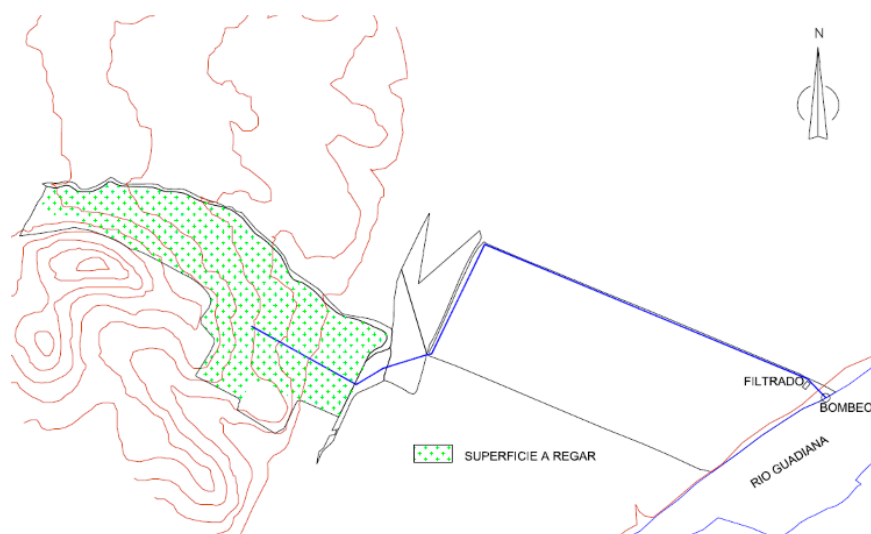 N
FILTRADO
BOMBEO
SUPERFICIE A REGAR
RIO GUADIANA